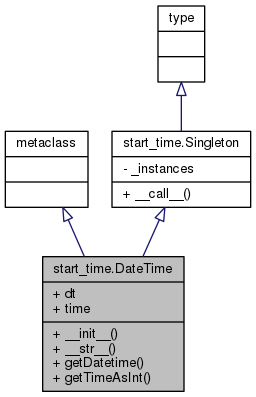 type
metaclass
start_time.Singleton
- _instances
+ __call__()
start_time.DateTime
+ dt
+ time
+ __init__()
+ __str__()
+ getDatetime()
+ getTimeAsInt()